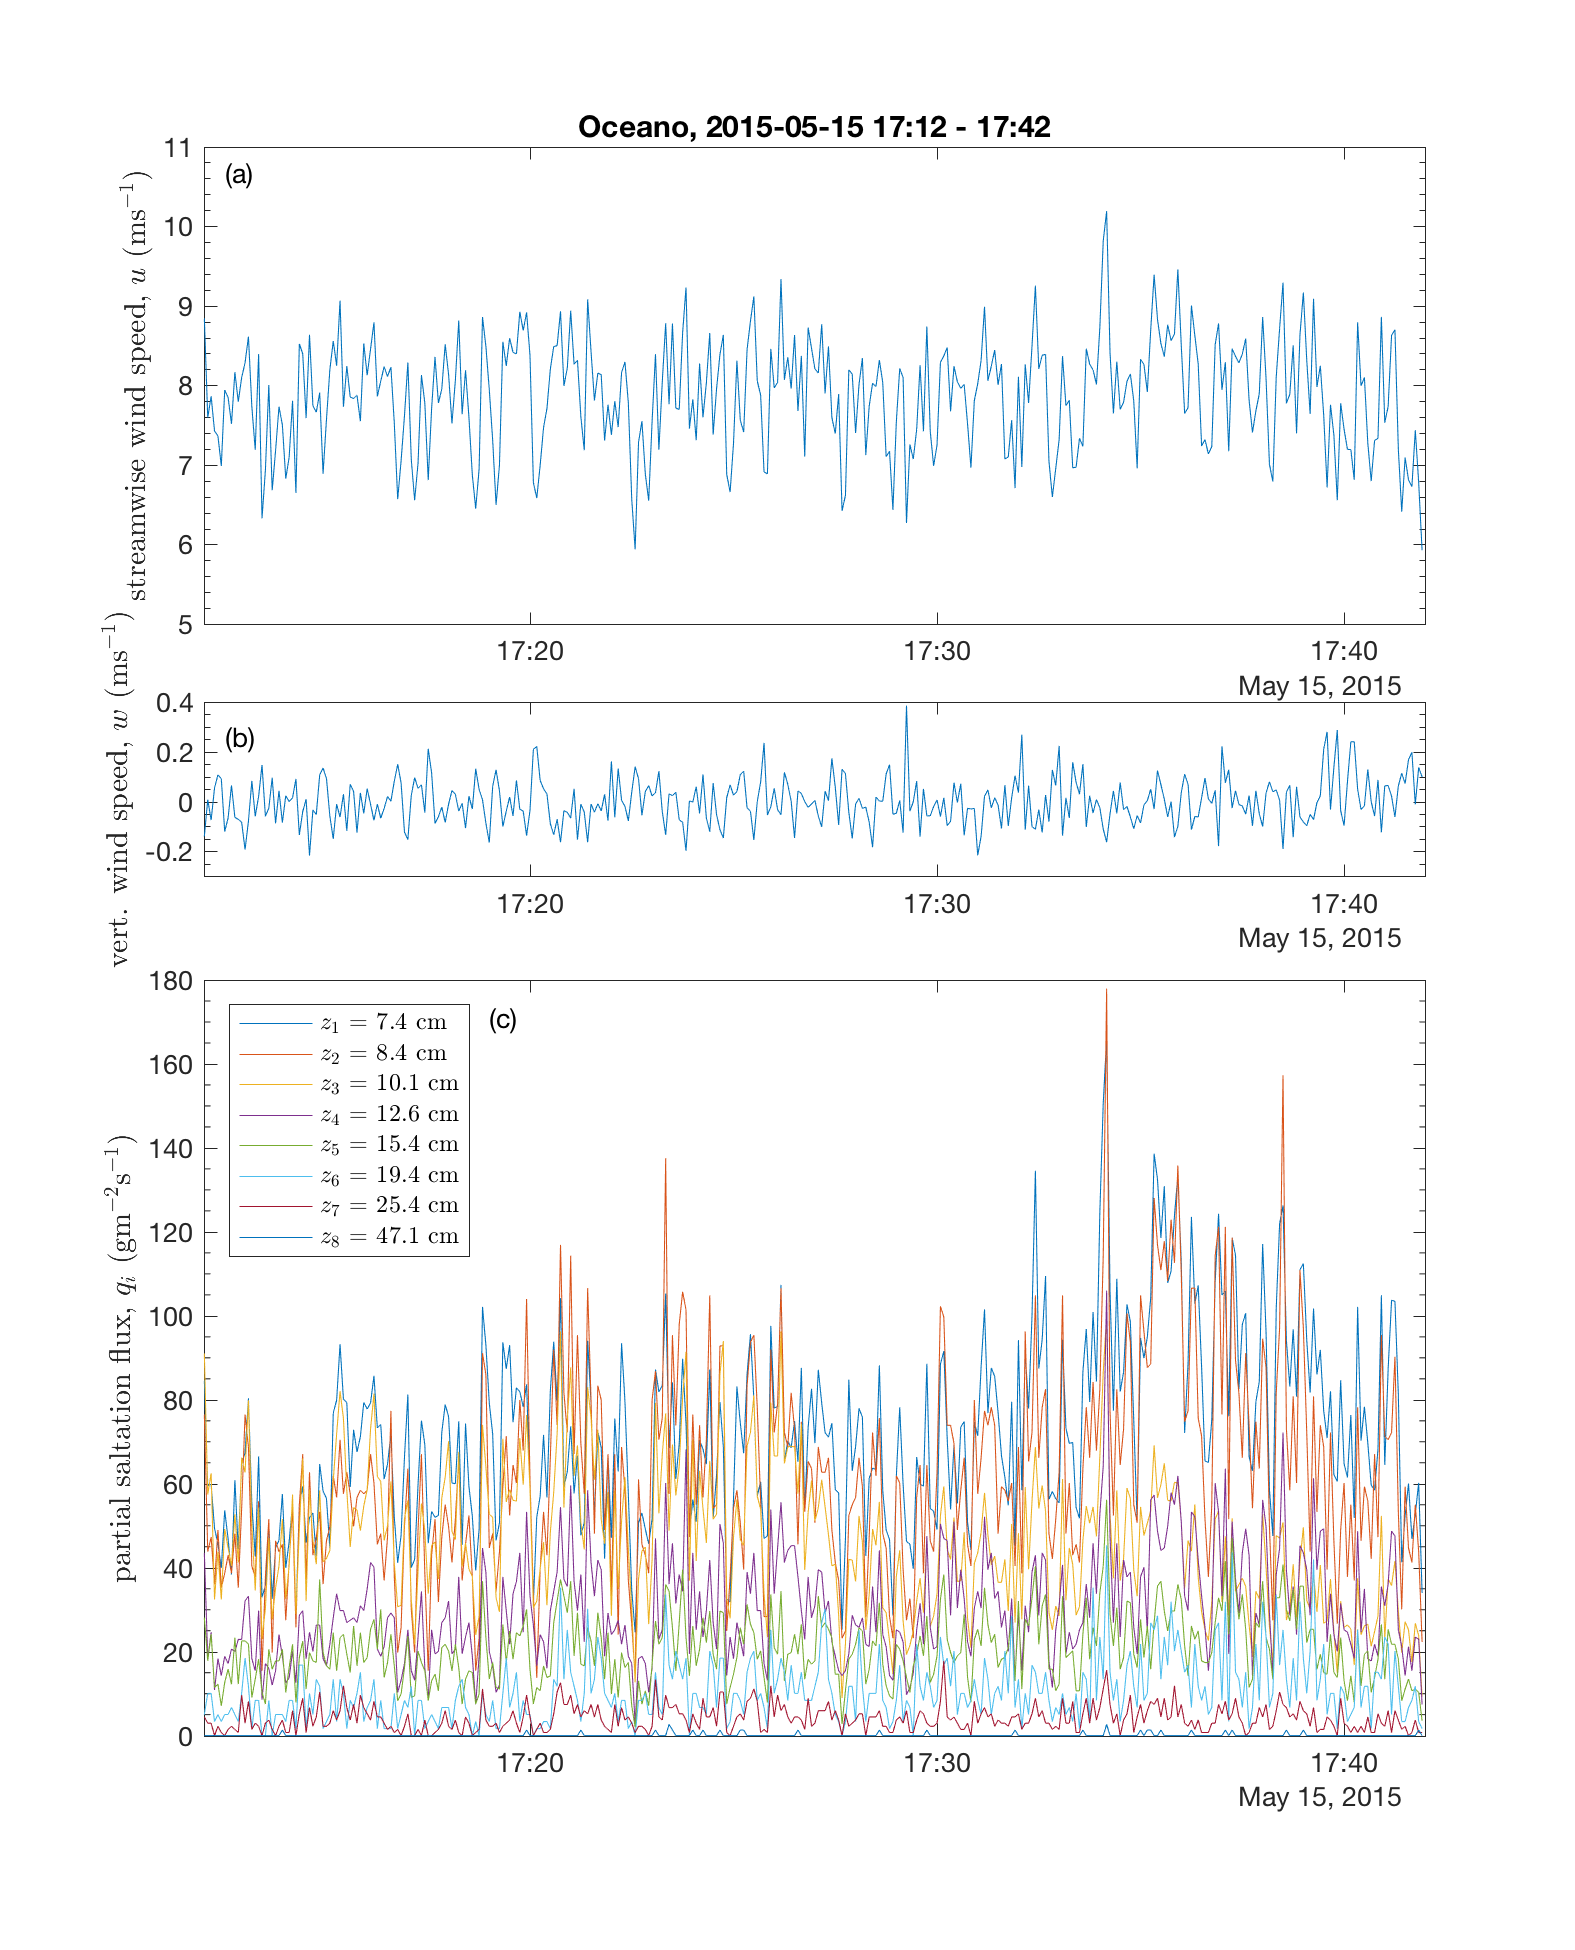 Oceano, 2015-05-15 17:12 - 17:42
(a)
streamwise wind speed, u (ms⁻¹)
11
10
9
8
7
6
5
17:20 17:30 17:40
May 15, 2015
(b)
vert. wind speed, w (ms⁻¹)
0.4
0.2
0
-0.2
17:20 17:30 17:40
May 15, 2015
(c)
partial saltation flux, qᵢ (gm⁻²s⁻¹)
180
160
140
120
100
80
60
40
20
0
z₁ = 7.4 cm
z₂ = 8.4 cm
z₃ = 10.1 cm
z₄ = 12.6 cm
z₅ = 15.4 cm
z₆ = 19.4 cm
z₇ = 25.4 cm
z₈ = 47.1 cm
17:20 17:30 17:40
May 15, 2015